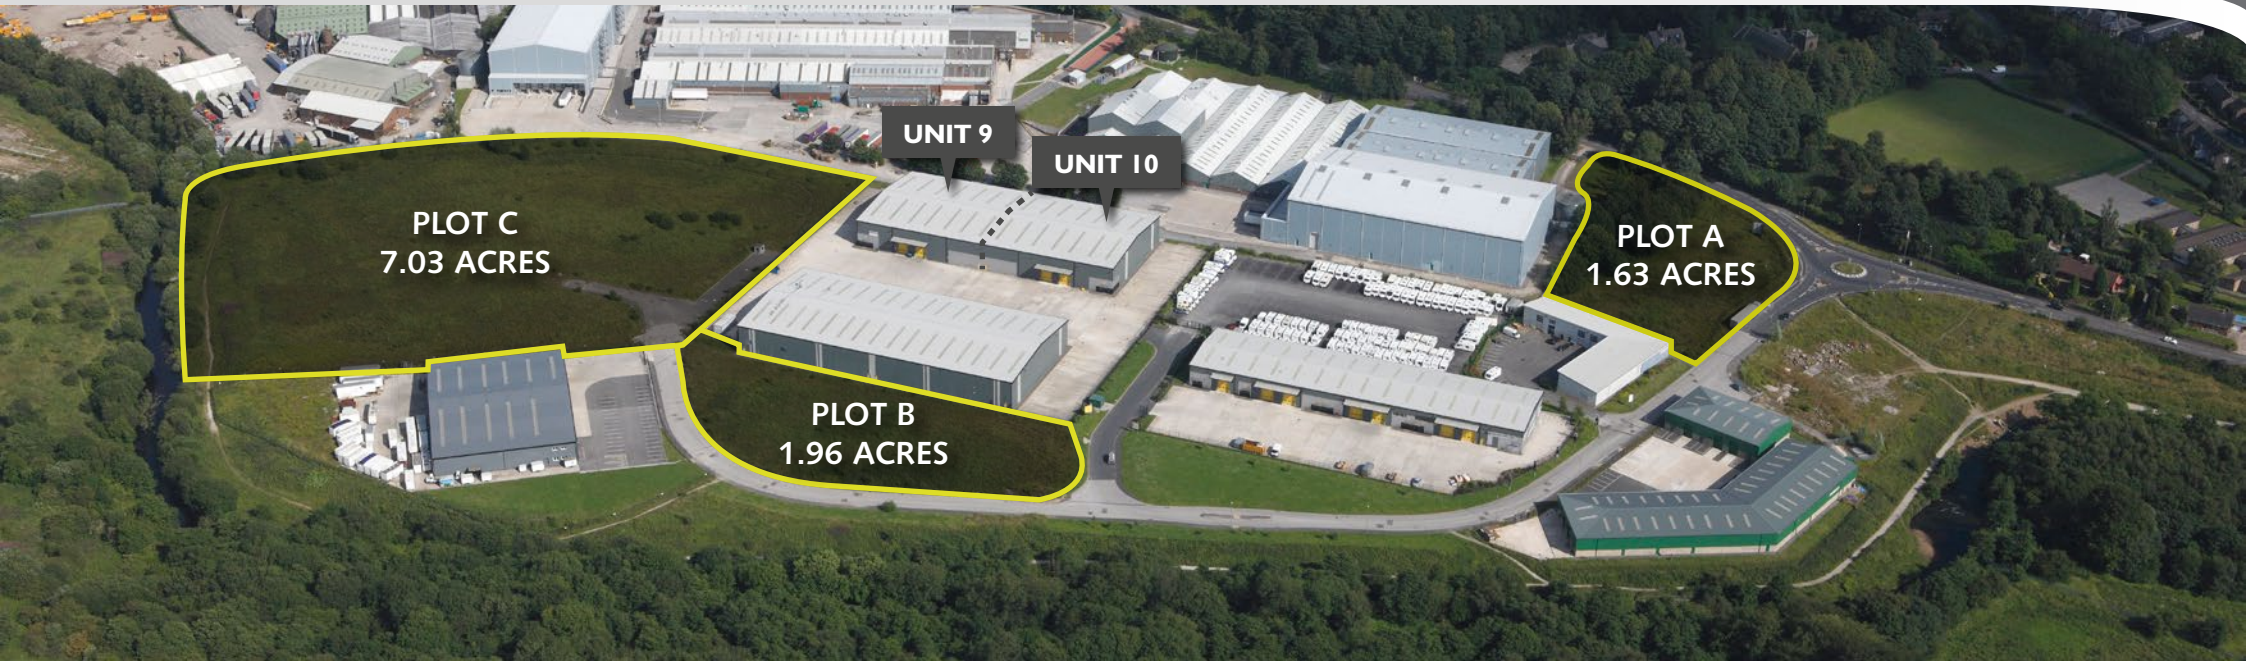 UNIT 9
UNIT 10
PLOT C
7.03 ACRES
PLOT A
1.63 ACRES
PLOT B
1.96 ACRES